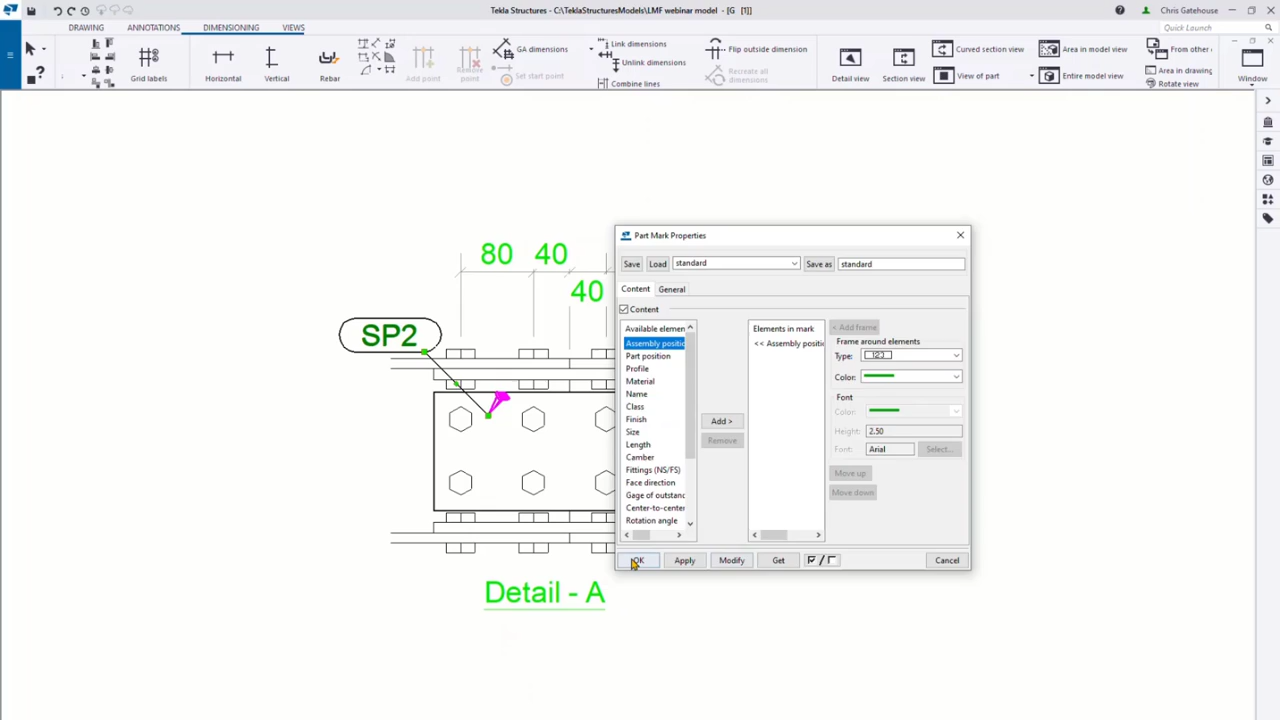 Tekla Structures - C:\TeklaStructuresModels\LMF webinar model - [G [1]]
Chris Gatehouse
DRAWING
ANNOTATIONS
DIMENSIONING
VIEWS
Quick Launch
Grid labels
Horizontal
Vertical
Rebar
Add point
Remove point
GA dimensions
Set start point
Link dimensions
Unlink dimensions
Combine lines
Flip outside dimension
Recreate all dimensions
Detail view
Section view
Curved section view
View of part
Area in model view
Entire model view
From other
Area in drawing
Rotate view
Window
80 40
40
SP2
Detail - A
Part Mark Properties
Save
Load
standard
Save as
standard
Content
General
Content
Available elemen
Assembly positic
Part position
Profile
Material
Name
Class
Finish
Size
Length
Camber
Fittings (NS/FS)
Face direction
Gage of outstanc
Center-to-center
Rotation angle
Add >
Remove
Elements in mark
<< Assembly positic
< Add frame
Frame around elements
Type:
123
Color:
Font
Color:
Height:
2.50
Font:
Arial
Select...
Move up
Move down
OK
Apply
Modify
Get
Cancel